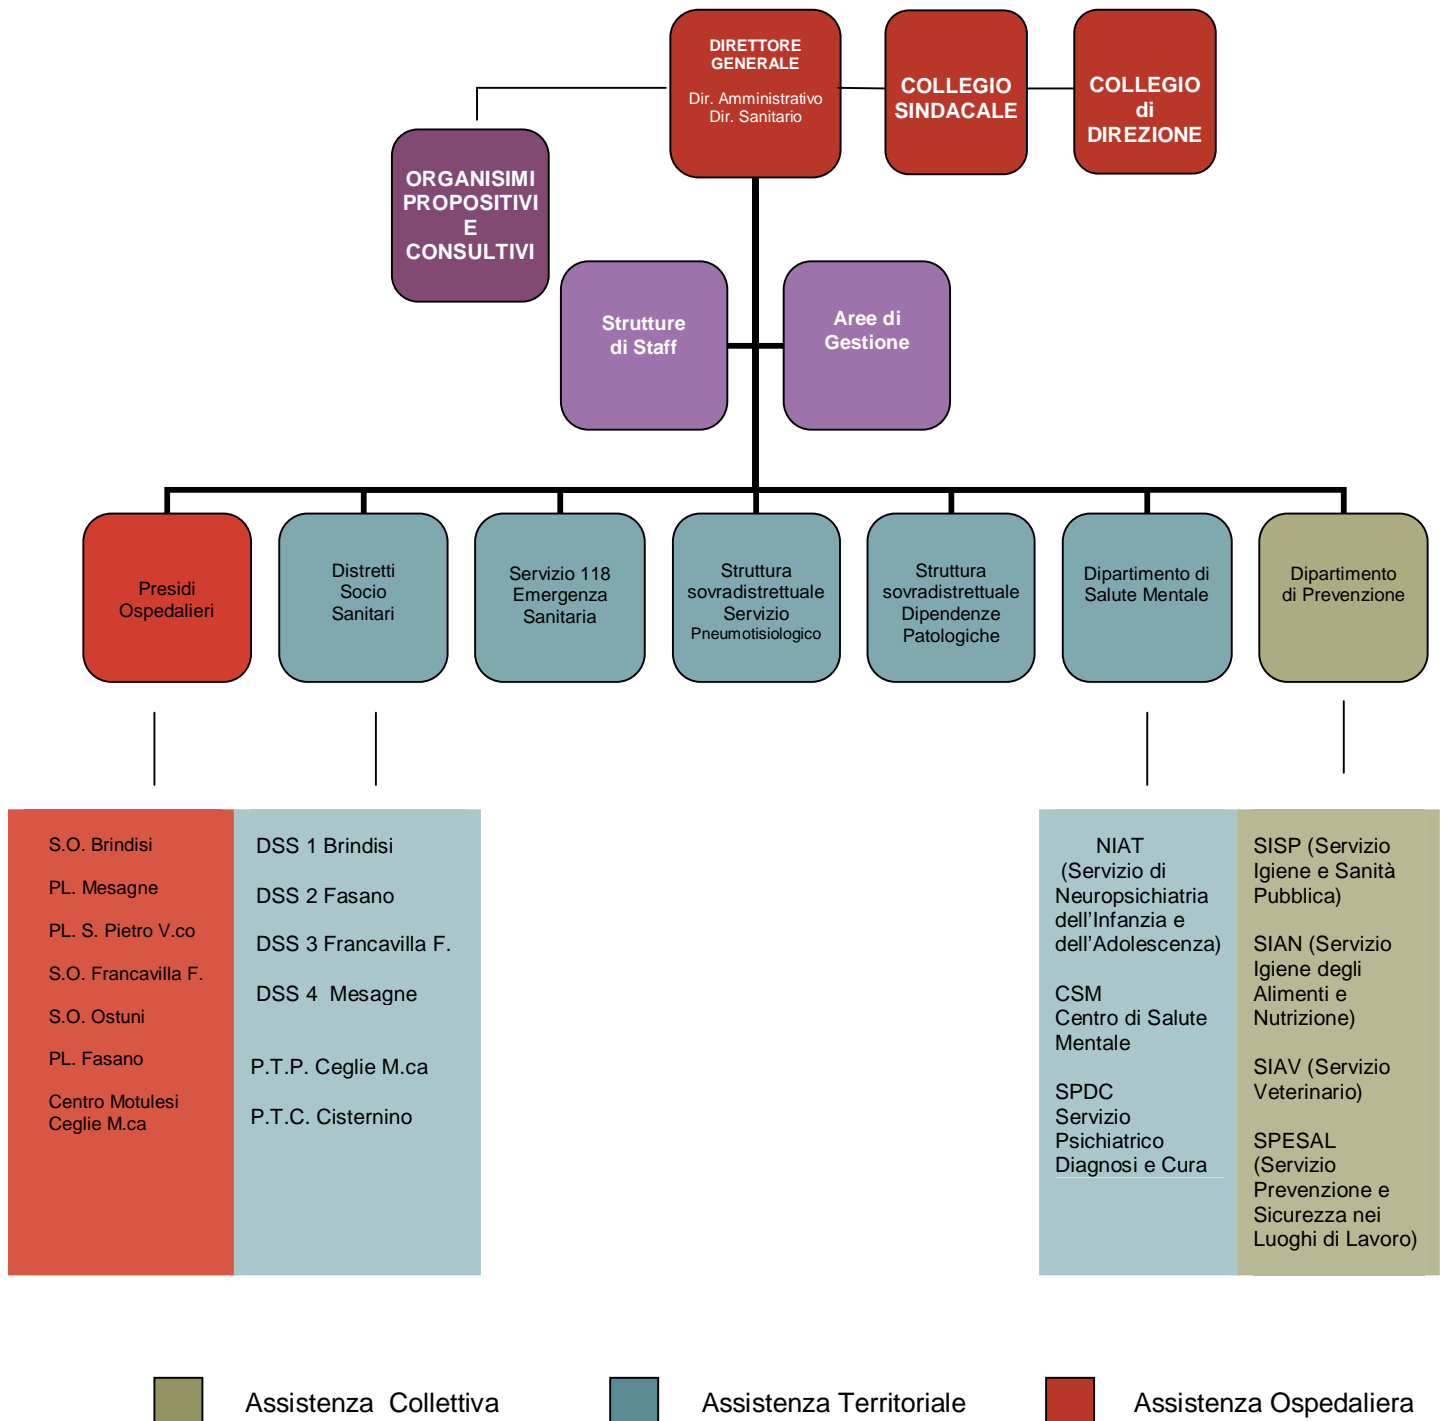 DIRETTORE
GENERALE
Dir. Amministrativo
Dir. Sanitario
COLLEGIO
SINDACALE
COLLEGIO
di
DIREZIONE
ORGANISIMI
PROPOSITIVI
E
CONSULTIVI
Strutture
di Staff
Aree di
Gestione
Presidi
Ospedalieri
Distretti
Socio
Sanitari
Servizio 118
Emergenza
Sanitaria
Struttura
sovradistrettuale
Servizio
Pneumotisiologico
Struttura
sovradistrettuale
Dipendenze
Patologiche
Dipartimento di
Salute Mentale
Dipartimento
di Prevenzione
S.O. Brindisi
PL. Mesagne
PL. S. Pietro V.co
S.O. Francavilla F.
S.O. Ostuni
PL. Fasano
Centro Motulesi
Ceglie M.ca
DSS 1 Brindisi
DSS 2 Fasano
DSS 3 Francavilla F.
DSS 4 Mesagne
P.T.P. Ceglie M.ca
P.T.C. Cisternino
NIAT
(Servizio di
Neuropsichiatria
dell'Infanzia e
dell'Adolescenza)
CSM
Centro di Salute
Mentale
SPDC
Servizio
Psichiatrico
Diagnosi e Cura
SISP (Servizio
Igiene e Sanità
Pubblica)
SIAN (Servizio
Igiene degli
Alimenti e
Nutrizione)
SIAV (Servizio
Veterinario)
SPESAL
(Servizio
Prevenzione e
Sicurezza nei
Luoghi di Lavoro)
Assistenza Collettiva
Assistenza Territoriale
Assistenza Ospedaliera